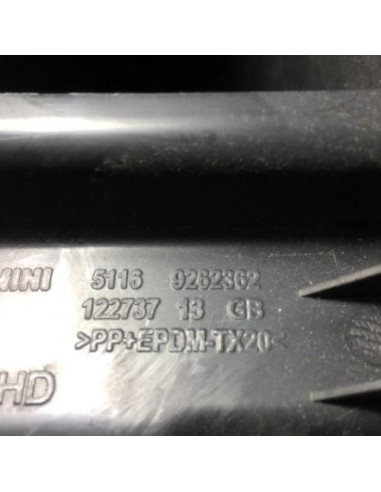 MINI 5116 9262362
122737 13 GB
>PP+EPDM-TX20<
HD